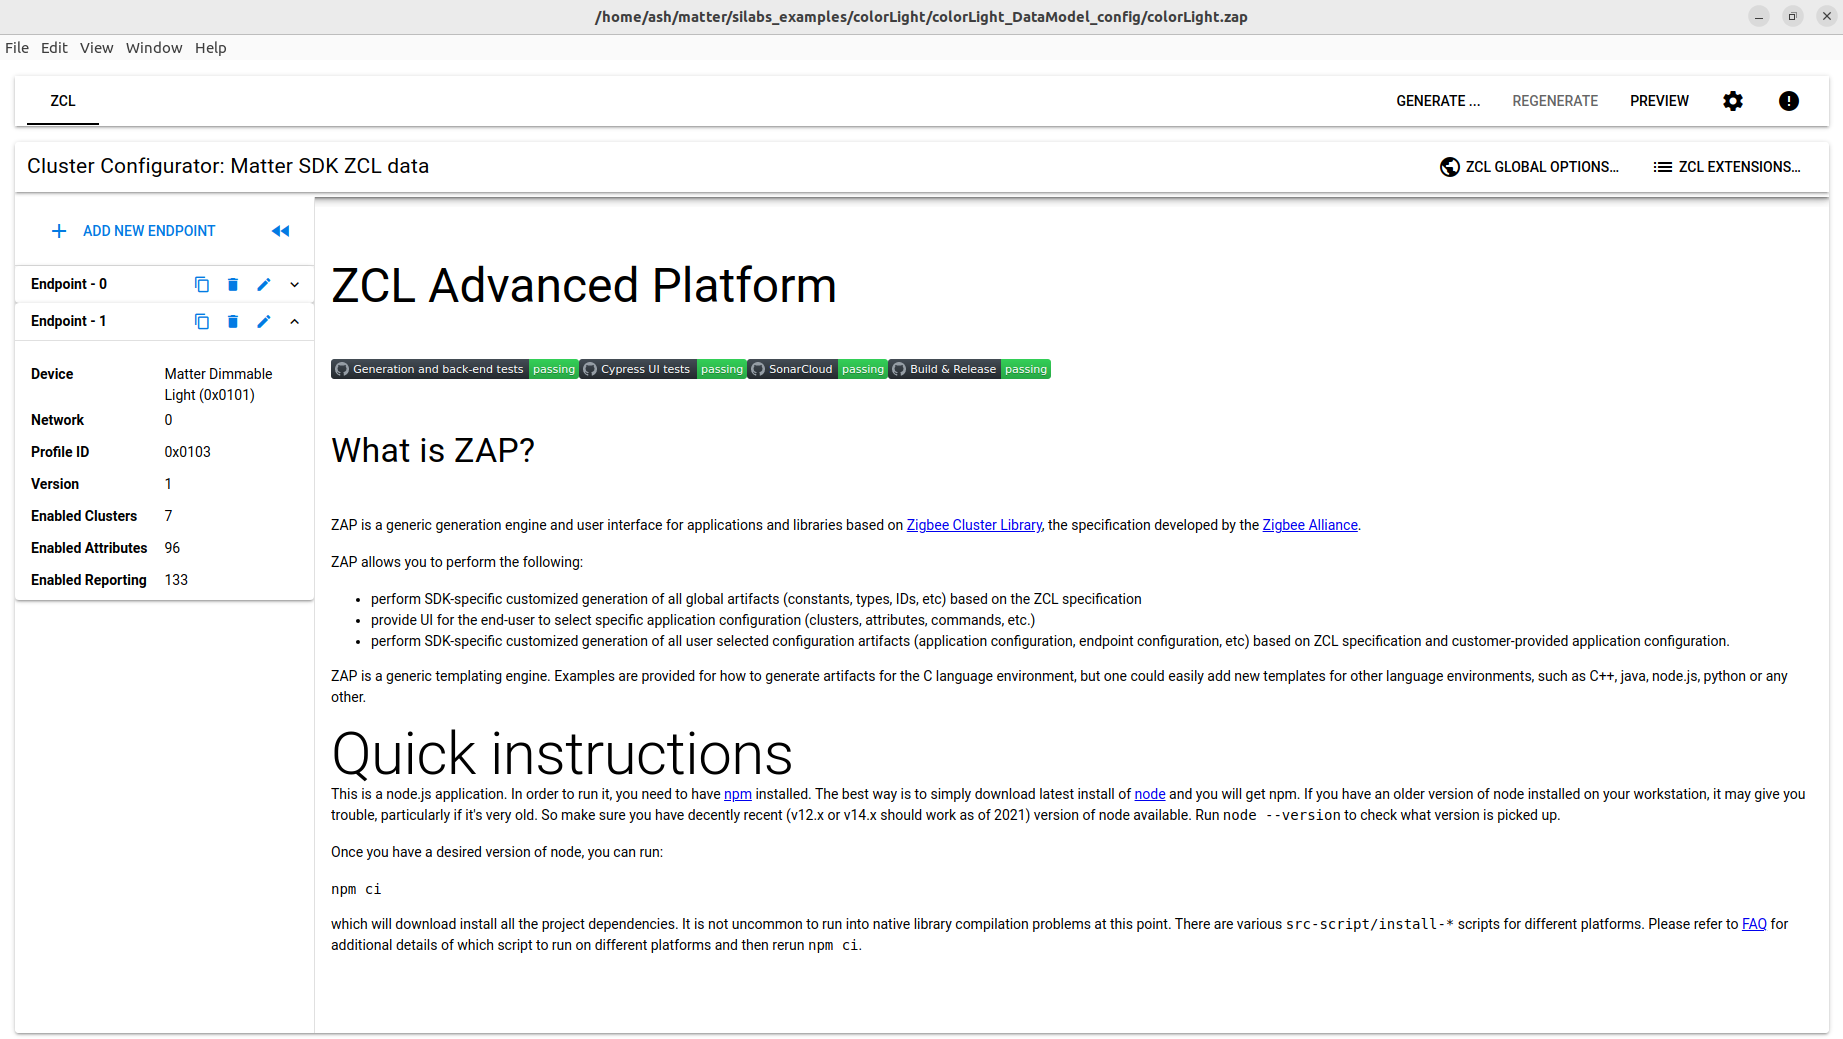 /home/ash/matter/silabs_examples/colorLight/colorLight_DataModel_config/colorLight.zap
File Edit View Window Help
ZCL
GENERATE ... REGENERATE PREVIEW
Cluster Configurator: Matter SDK ZCL data
ZCL GLOBAL OPTIONS... ZCL EXTENSIONS...
ADD NEW ENDPOINT
Endpoint - 0
Endpoint - 1
Device Matter Dimmable
Light (0x0101)
Network 0
Profile ID 0x0103
Version 1
Enabled Clusters 7
Enabled Attributes 96
Enabled Reporting 133
ZCL Advanced Platform
Generation and back-end tests passing Cypress UI tests passing SonarCloud passing Build & Release passing
What is ZAP?
ZAP is a generic generation engine and user interface for applications and libraries based on Zigbee Cluster Library, the specification developed by the Zigbee Alliance.
ZAP allows you to perform the following:
• perform SDK-specific customized generation of all global artifacts (constants, types, IDs, etc) based on the ZCL specification
• provide UI for the end-user to select specific application configuration (clusters, attributes, commands, etc.)
• perform SDK-specific customized generation of all user selected configuration artifacts (application configuration, endpoint configuration, etc) based on ZCL specification and customer-provided application configuration.
ZAP is a generic templating engine. Examples are provided for how to generate artifacts for the C language environment, but one could easily add new templates for other language environments, such as C++, java, node.js, python or any
other.
Quick instructions
This is a node.js application. In order to run it, you need to have npm installed. The best way is to simply download latest install of node and you will get npm. If you have an older version of node installed on your workstation, it may give you
trouble, particularly if it's very old. So make sure you have decently recent (v12.x or v14.x should work as of 2021) version of node available. Run node --version to check what version is picked up.
Once you have a desired version of node, you can run:
npm ci
which will download install all the project dependencies. It is not uncommon to run into native library compilation problems at this point. There are various src-script/install-* scripts for different platforms. Please refer to FAQ for
additional details of which script to run on different platforms and then rerun npm ci.